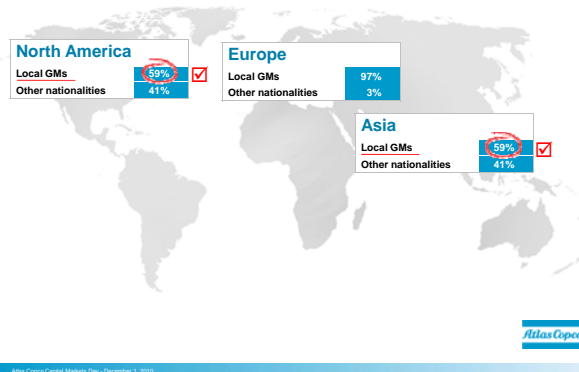 North America
Local GMs 59%
Other nationalities 41%
Europe
Local GMs 97%
Other nationalities 3%
Asia
Local GMs 59%
Other nationalities 41%
Atlas Copco
Atlas Copco Capital Markets Day - December 1, 2010